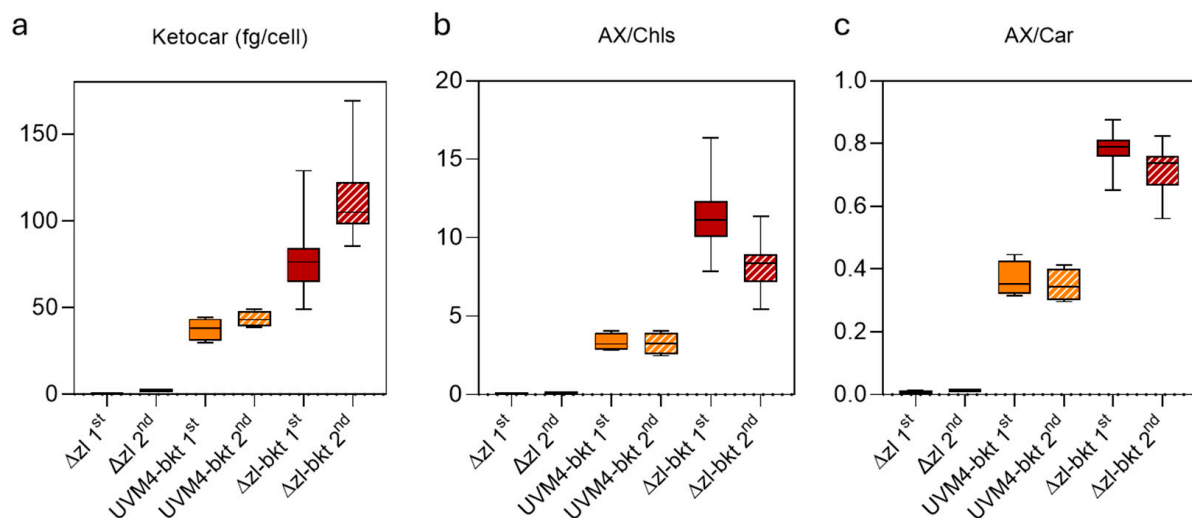 a
Ketocar (fg/cell)
150
100
50
0
Δzl 1st
Δzl 2nd
UVM4-bkt 1st
UVM4-bkt 2nd
Δzl-bkt 1st
Δzl-bkt 2nd
b
AX/Chls
20
15
10
5
0
Δzl 1st
Δzl 2nd
UVM4-bkt 1st
UVM4-bkt 2nd
Δzl-bkt 1st
Δzl-bkt 2nd
c
AX/Car
1.0
0.8
0.6
0.4
0.2
0.0
Δzl 1st
Δzl 2nd
UVM4-bkt 1st
UVM4-bkt 2nd
Δzl-bkt 1st
Δzl-bkt 2nd